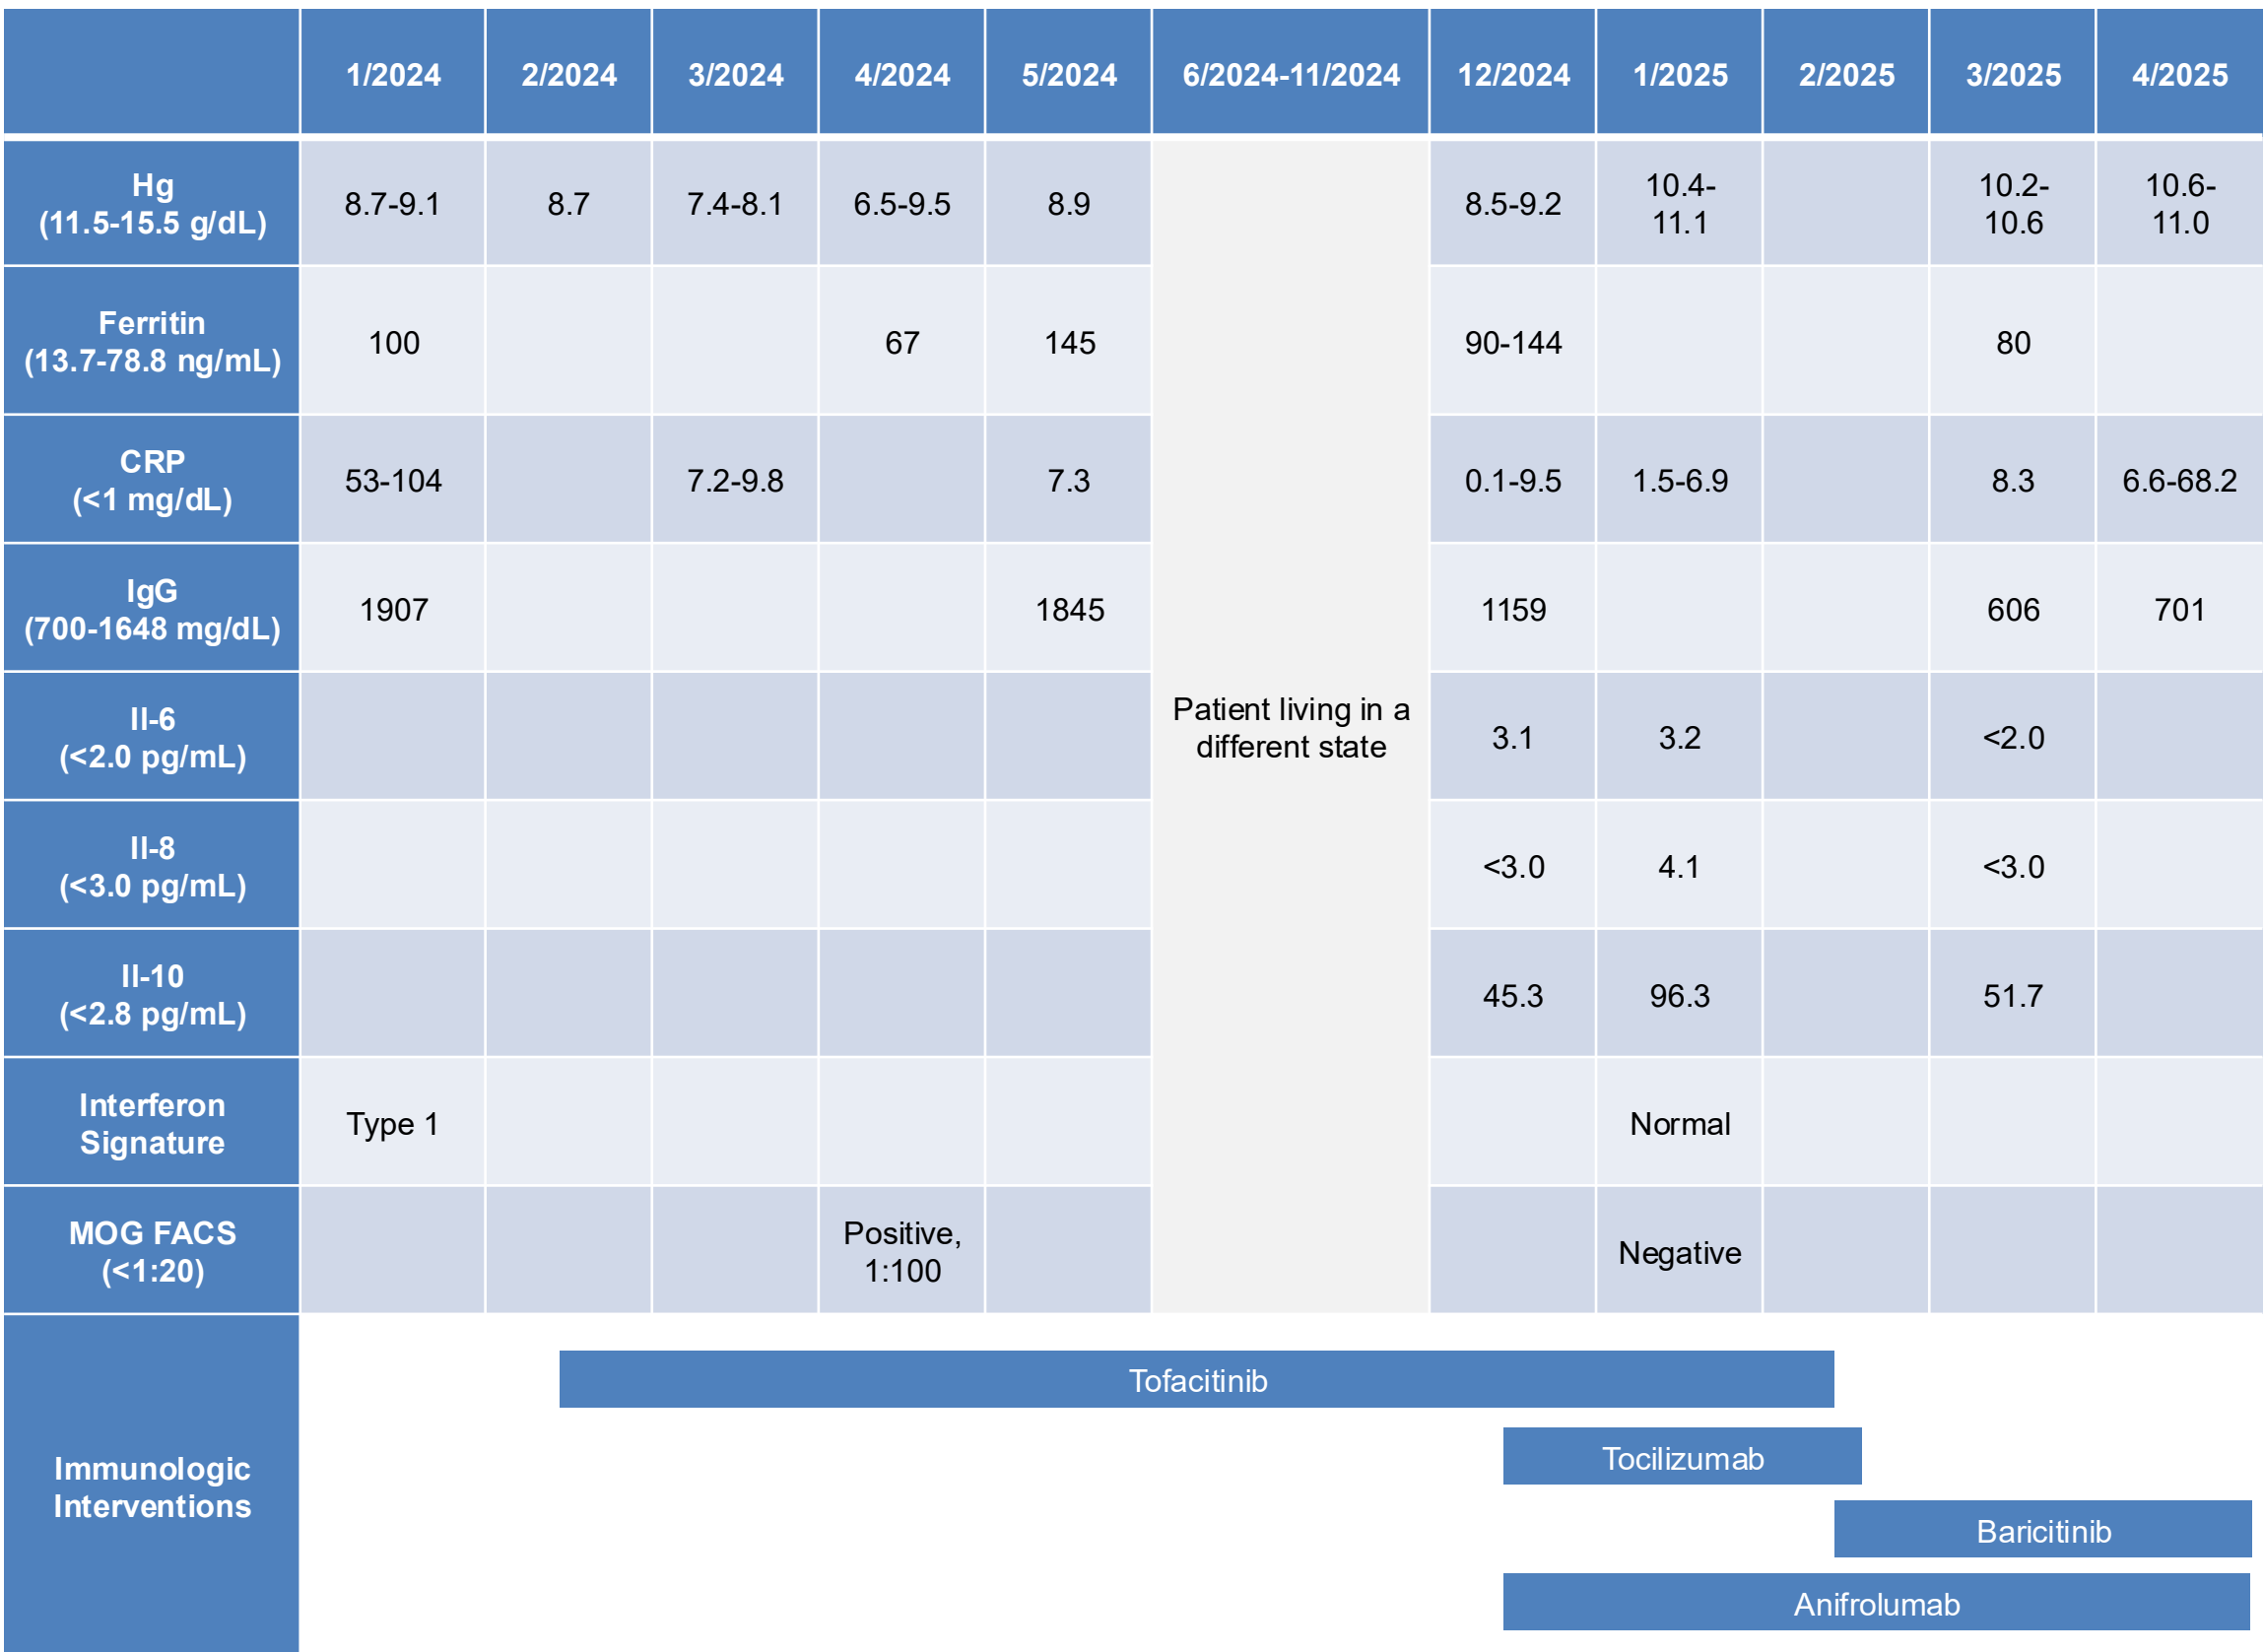 1/2024 2/2024 3/2024 4/2024 5/2024 6/2024-11/2024 12/2024 1/2025 2/2025 3/2025 4/2025
Hg
(11.5-15.5 g/dL)
8.7-9.1 8.7 7.4-8.1 6.5-9.5 8.9 8.5-9.2
10.4-
11.1
10.2-
10.6
10.6-
11.0
Ferritin
(13.7-78.8 ng/mL)
100 67 145 90-144 80
CRP
(<1 mg/dL)
53-104 7.2-9.8 7.3 0.1-9.5 1.5-6.9 8.3 6.6-68.2
IgG
(700-1648 mg/dL)
1907 1845 1159 606 701
Patient living in a
different state
Il-6
(<2.0 pg/mL)
3.1 3.2 <2.0
Il-8
(<3.0 pg/mL)
<3.0 4.1 <3.0
Il-10
(<2.8 pg/mL)
45.3 96.3 51.7
Interferon
Signature
Type 1 Normal
MOG FACS
(<1:20)
Positive,
1:100
Negative
Immunologic
Interventions
Tofacitinib
Tocilizumab
Baricitinib
Anifrolumab